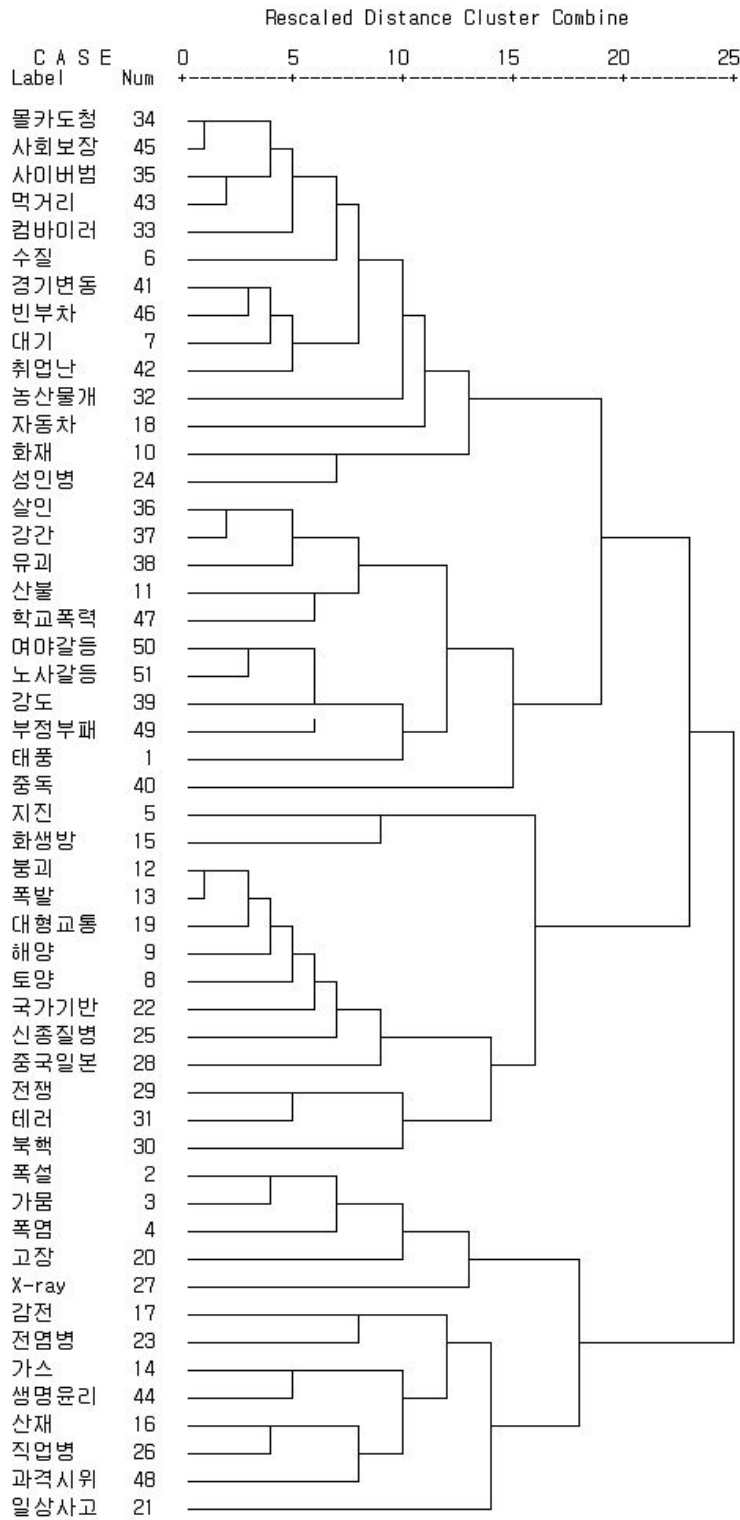 Rescaled Distance Cluster Combine
C A S E 0 5 10 15 20 25
Label Num +---------+---------+---------+---------+---------+
몰카도청 34
사회보장 45
사이버범 35
먹거리 43
컴바이러 33
수질 6
경기변동 41
빈부차 46
대기 7
취업난 42
농산물개 32
자동차 18
화재 10
성인병 24
살인 36
강간 37
유괴 38
산불 11
학교폭력 47
여야갈등 50
노사갈등 51
강도 39
부정부패 49
태풍 1
중독 40
지진 5
화생방 15
붕괴 12
폭발 13
대형교통 19
해양 9
토양 8
국가기반 22
신종질병 25
중국일본 28
전쟁 29
테러 31
북핵 30
폭설 2
가뭄 3
폭염 4
고장 20
X-ray 27
감전 17
전염병 23
가스 14
생명윤리 44
산재 16
직업병 26
과격시위 48
일상사고 21